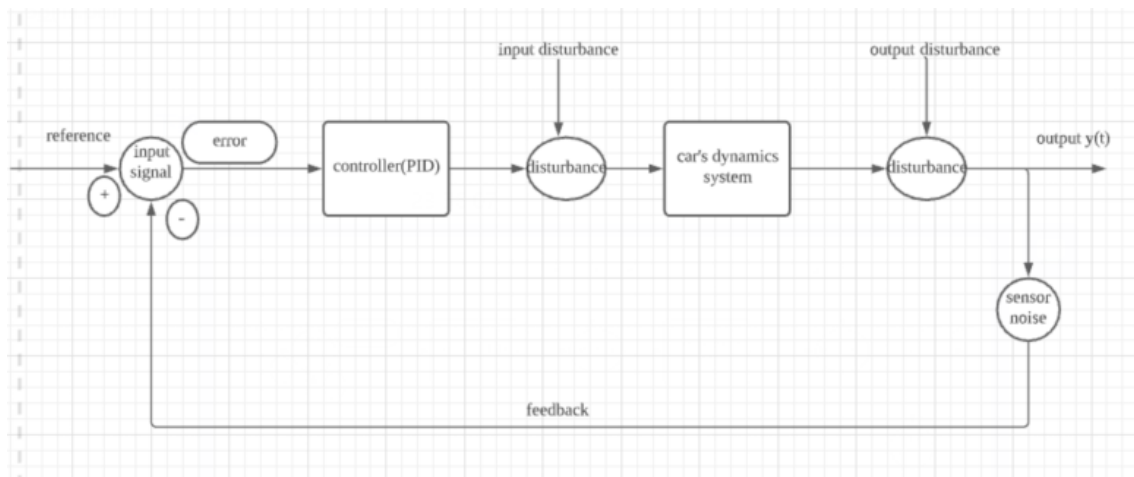 input disturbance
output disturbance
reference
error
output y(t)
input
signal
controller(PID)
disturbance
car's dynamics
system
disturbance
+
-
sensor
noise
feedback